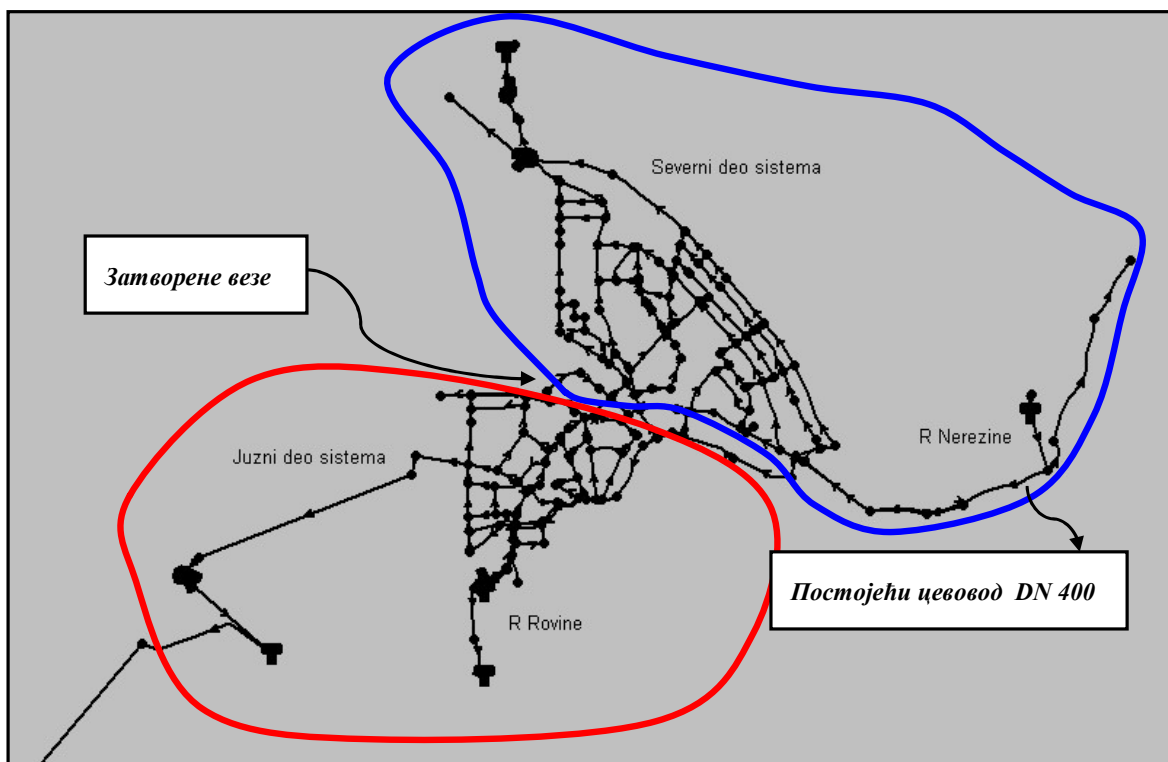 Severni deo sistema
Затворене везе
R Nerezine
Juzni deo sistema
Постојећи цевовод DN 400
R Rovine